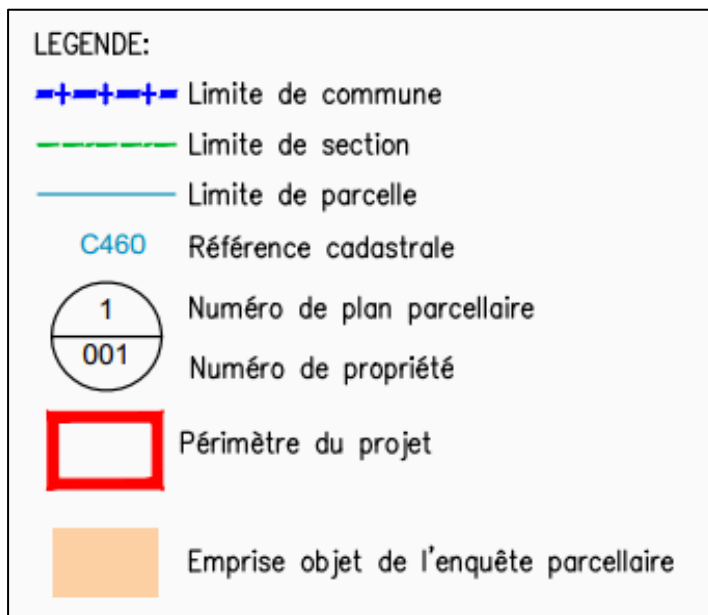 LEGENDE:
Limite de commune
Limite de section
Limite de parcelle
C460 Référence cadastrale
1 Numéro de plan parcellaire
001 Numéro de propriété
Périmètre du projet
Emprise objet de l'enquête parcellaire